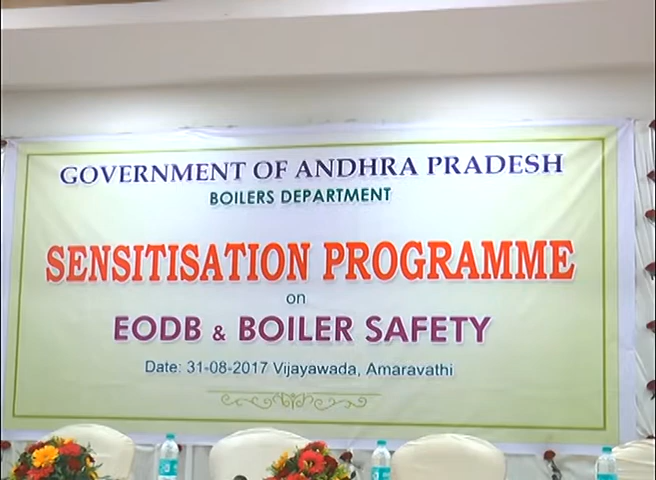 GOVERNMENT OF ANDHRA PRADESH
BOILERS DEPARTMENT
SENSITISATION PROGRAMME
on
EODB & BOILER SAFETY
Date: 31-08-2017 Vijayawada, Amaravathi